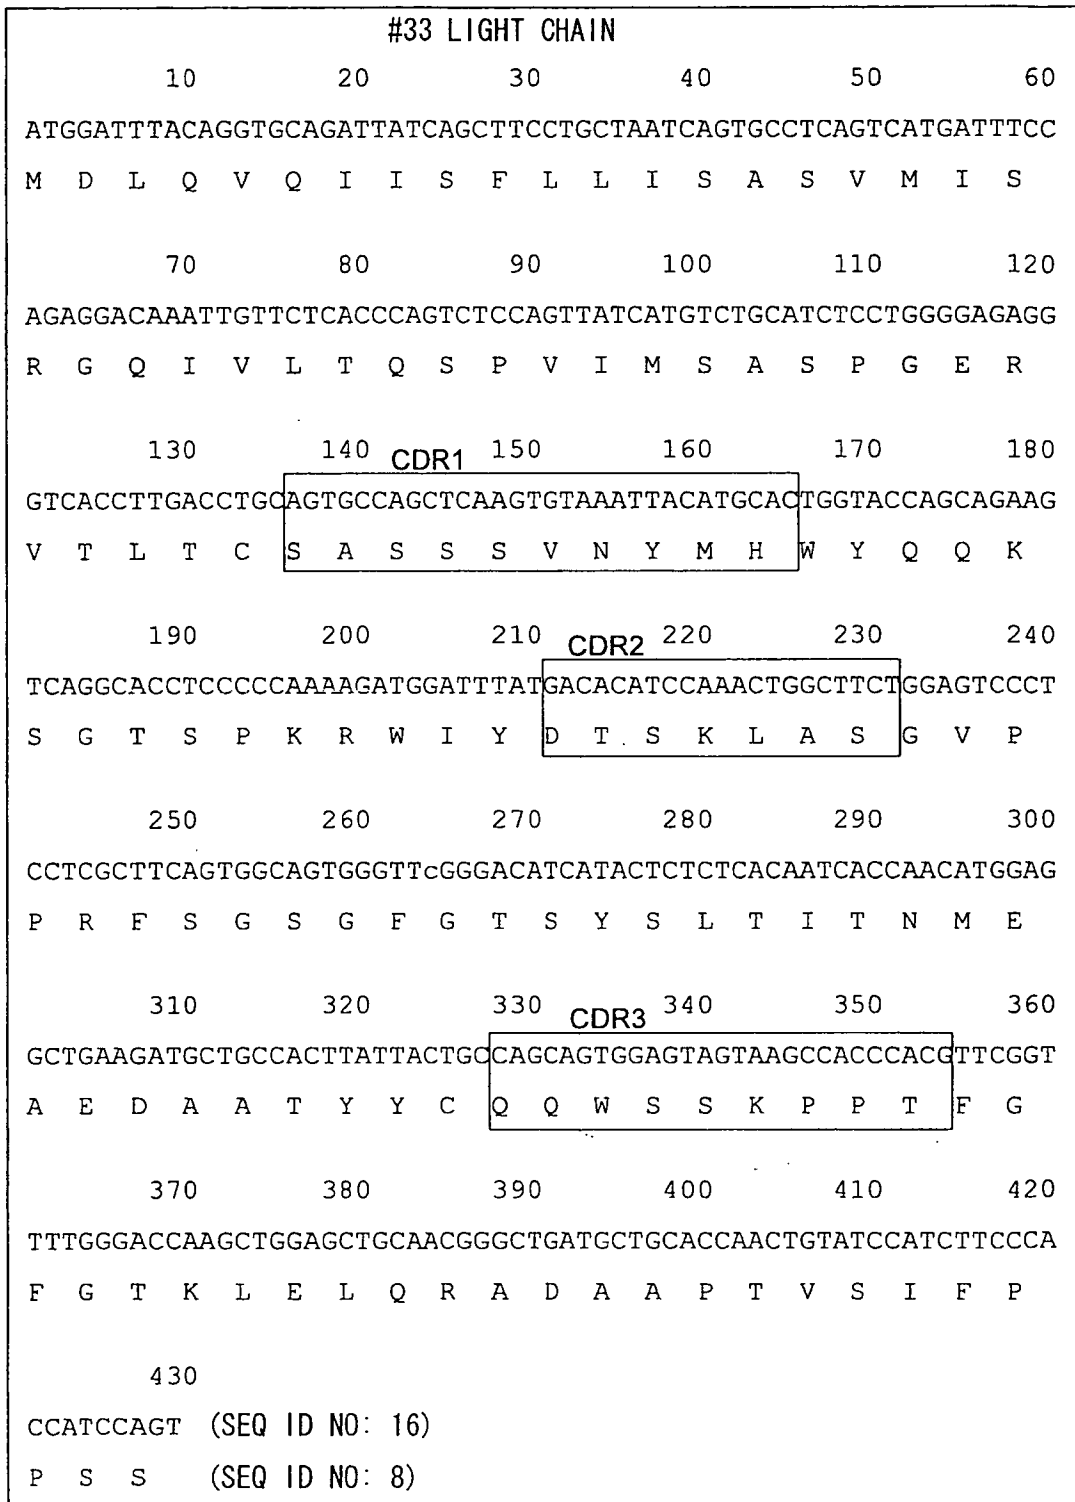 #33 LIGHT CHAIN
10 20 30 40 50 60
ATGGATTTACAGGTGCAGATTATCAGCTTCCTGCTAATCAGTGCCTCAGTCATGATTTCC
M D L Q V Q I I S F L L I S A S V M I S
70 80 90 100 110 120
AGAGGACAAATTGTTCTCACCCAGTCTCCAGTTATCATGTCTGCATCTCCTGGGGAGAGG
R G Q I V L T Q S P V I M S A S P G E R
130 140 CDR1 150 160 170 180
GTCACCTTGACCTGCAGTGCCAGCTCAAGTGTAAATTACATGCACTGGTACCAGCAGAAG
V T L T C S A S S S V N Y M H W Y Q Q K
190 200 210 CDR2 220 230 240
TCAGGCACCTCCCCCAAAAGATGGATTTATGACACATCCAAACTGGCTTCTGGAGTCCCT
S G T S P K R W I Y D T S K L A S G V P
250 260 270 280 290 300
CCTCGCTTCAGTGGCAGTGGGTTcGGGACATCATACTCTCTCACAATCACCAACATGGAG
P R F S G S G F G T S Y S L T I T N M E
310 320 330 CDR3 340 350 360
GCTGAAGATGCTGCCACTTATTACTGCCAGCAGTGGAGTAGTAAGCCACCCACGTTCGGT
A E D A A T Y Y C Q Q W S S K P P T F G
370 380 390 400 410 420
TTTGGGACCAAGCTGGAGCTGCAACGGGCTGATGCTGCACCAACTGTATCCATCTTCCCA
F G T K L E L Q R A D A A P T V S I F P
430
CCATCCAGT (SEQ ID NO: 16)
P S S (SEQ ID NO: 8)